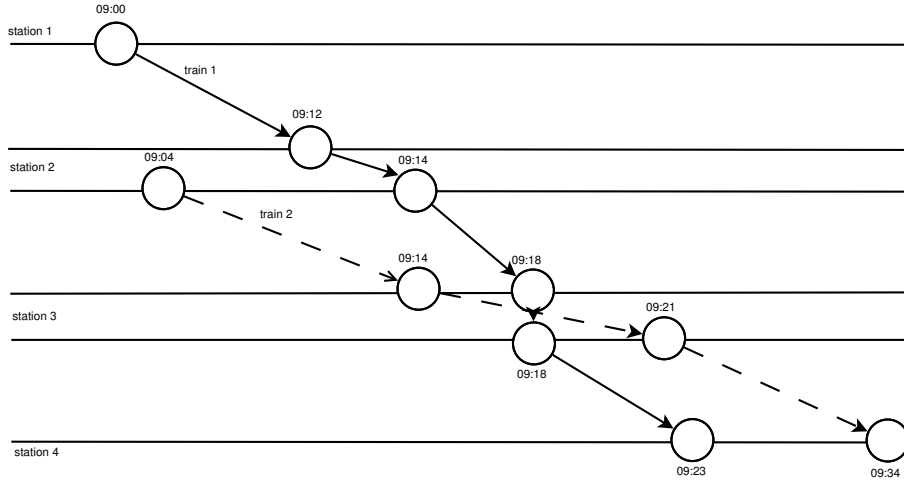 09:00
station 1
train 1
09:12
09:04
09:14
station 2
train 2
09:14
09:18
09:21
station 3
09:18
station 4
09:23
09:34